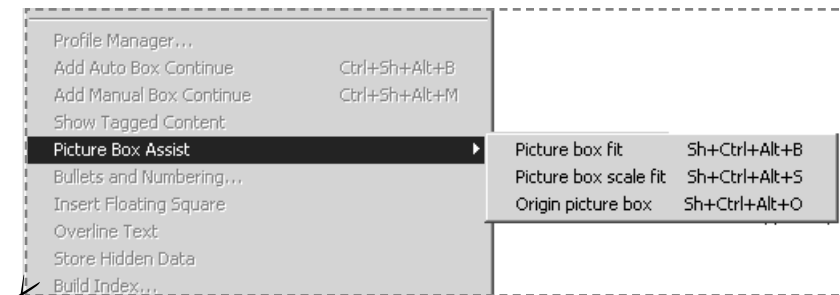 Profile Manager...
Add Auto Box Continue Ctrl+Sh+Alt+B
Add Manual Box Continue Ctrl+Sh+Alt+M
Show Tagged Content
Picture Box Assist
Picture box fit Sh+Ctrl+Alt+B
Picture box scale fit Sh+Ctrl+Alt+S
Origin picture box Sh+Ctrl+Alt+O
Bullets and Numbering...
Insert Floating Square
Overline Text
Store Hidden Data
Build Index...